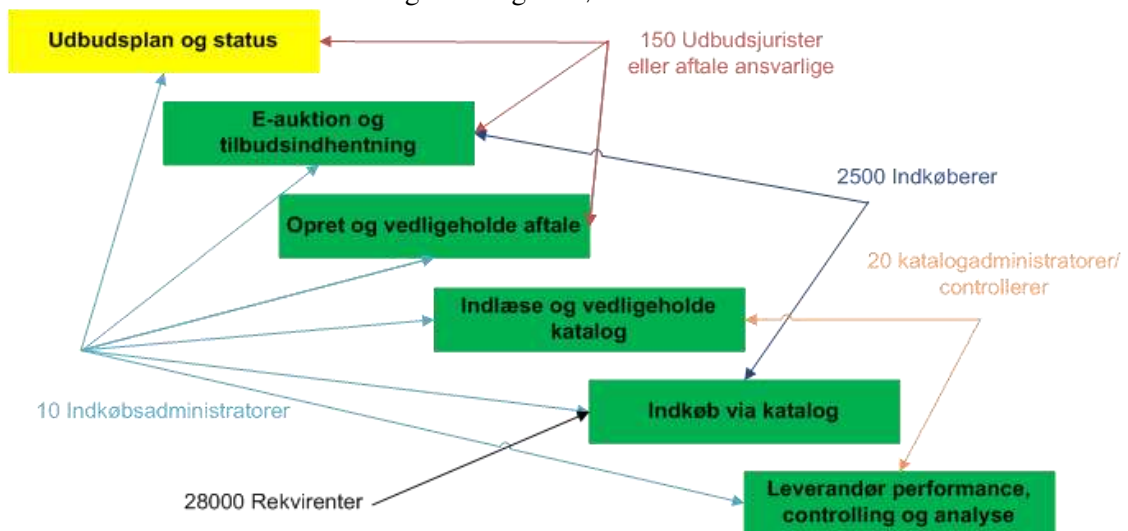 Udbudsplan og status
150 Udbudsjurister
eller aftale ansvarlige
E-auktion og
tilbudsindhentning
2500 Indkøberer
Opret og vedligeholde aftale
20 katalogadministratorer/
controllerer
Indlæse og vedligeholde
katalog
10 Indkøbsadministratorer
Indkøb via katalog
28000 Rekvirenter
Leverandør performance,
controlling og analyse